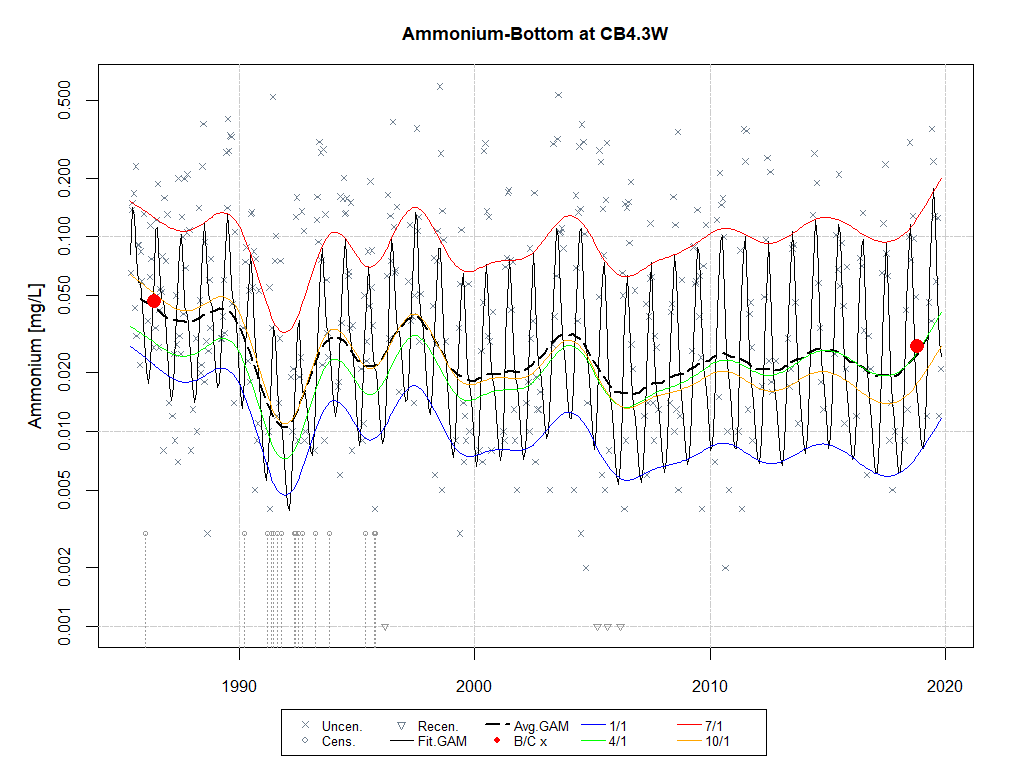 Ammonium-Bottom at CB4.3W
Ammonium [mg/L]
0.500
0.200
0.100
0.050
0.020
0.010
0.005
0.002
0.001
1990 2000 2010 2020
Uncen. Recen. Avg.GAM 1/1 7/1
Cens. Fit.GAM B/C x 4/1 10/1